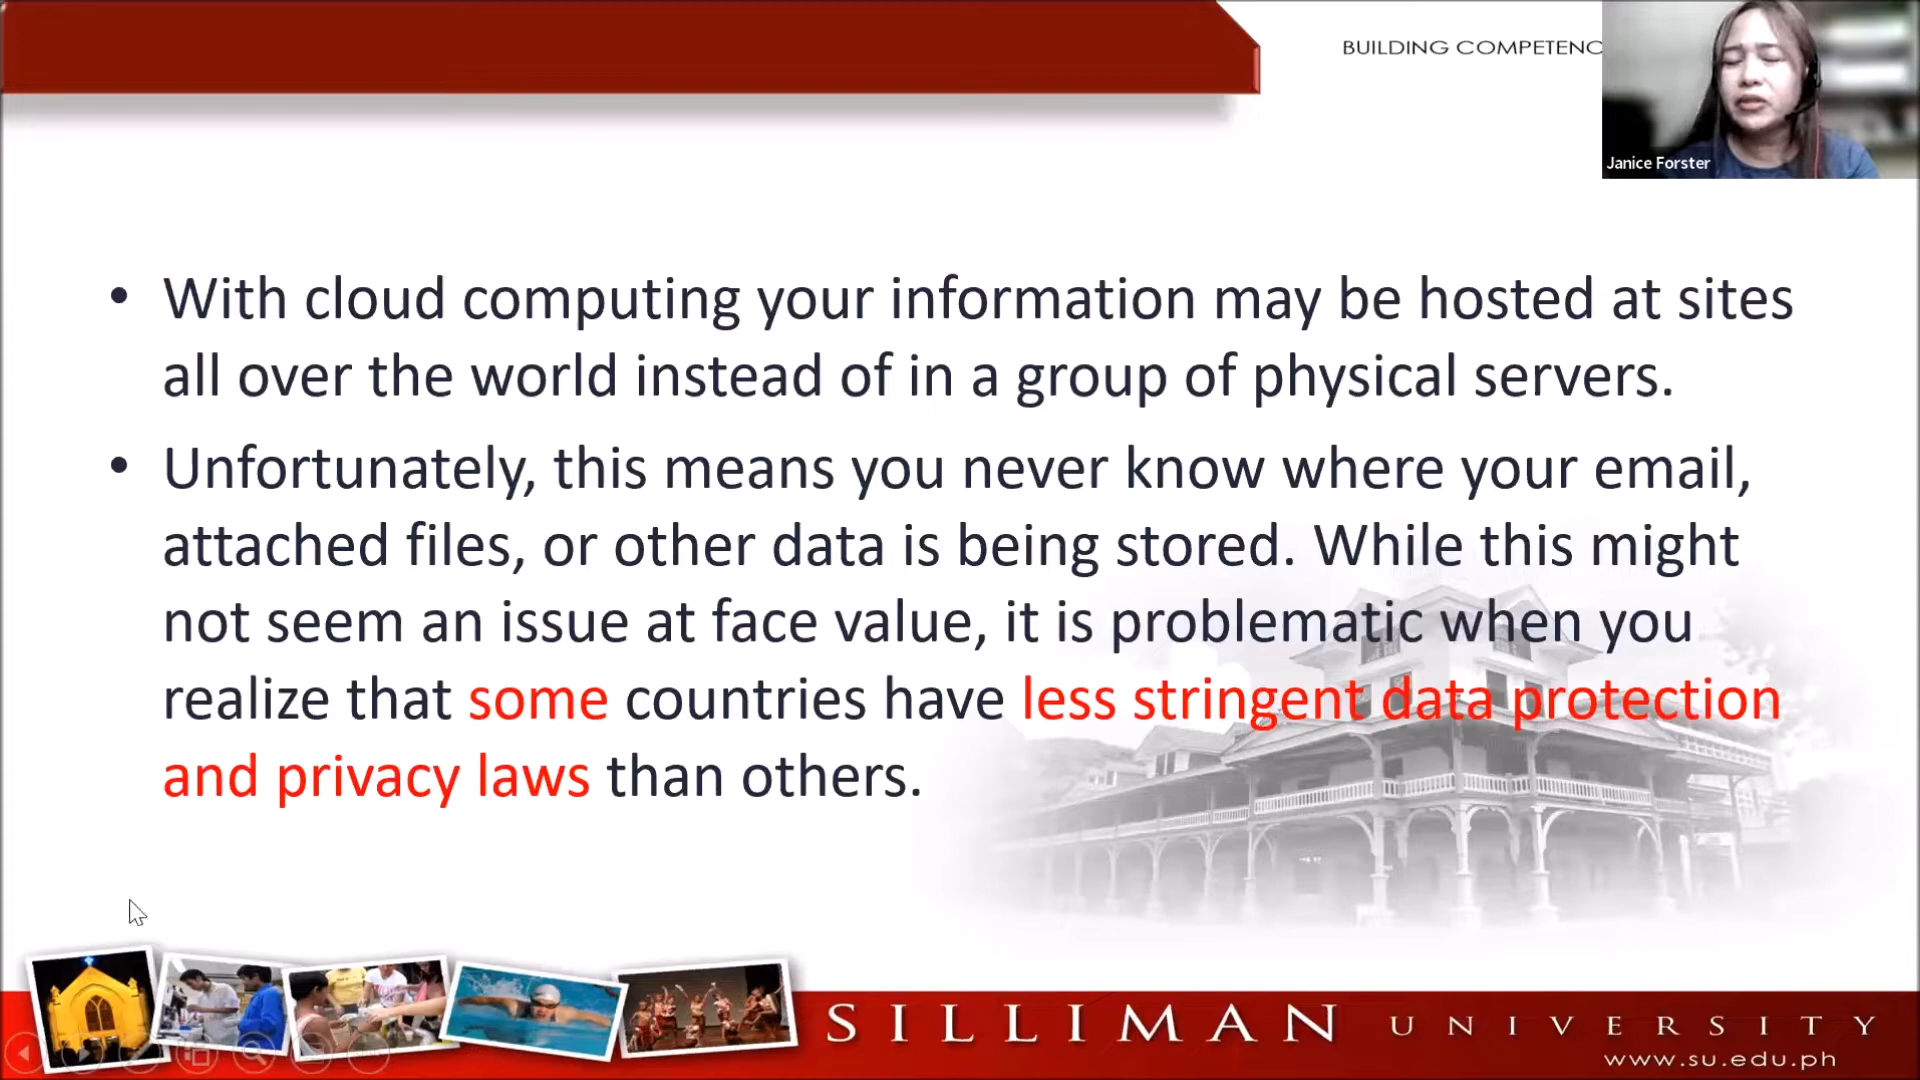 BUILDING COMPETENC
Janice Forster
• With cloud computing your information may be hosted at sites
all over the world instead of in a group of physical servers.
• Unfortunately, this means you never know where your email,
attached files, or other data is being stored. While this might
not seem an issue at face value, it is problematic when you
realize that some countries have less stringent data protection
and privacy laws than others.
SILLIMAN UNIVERSITY
www.su.edu.ph